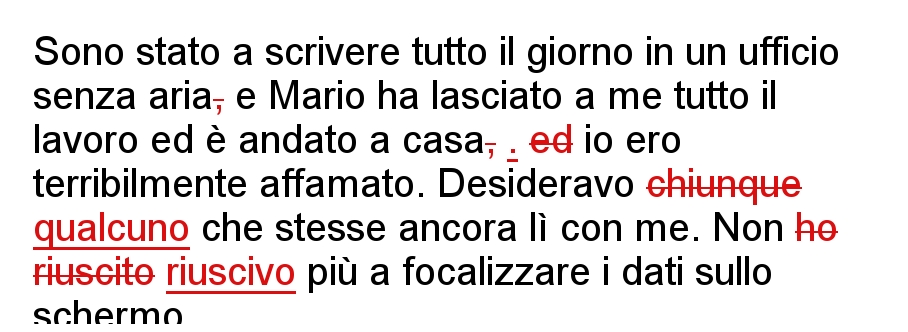 Sono stato a scrivere tutto il giorno in un ufficio
senza aria, e Mario ha lasciato a me tutto il
lavoro ed è andato a casa, . ed io ero
terribilmente affamato. Desideravo chiunque
qualcuno che stesse ancora lì con me. Non ho
riuscito riuscivo più a focalizzare i dati sullo
schermo